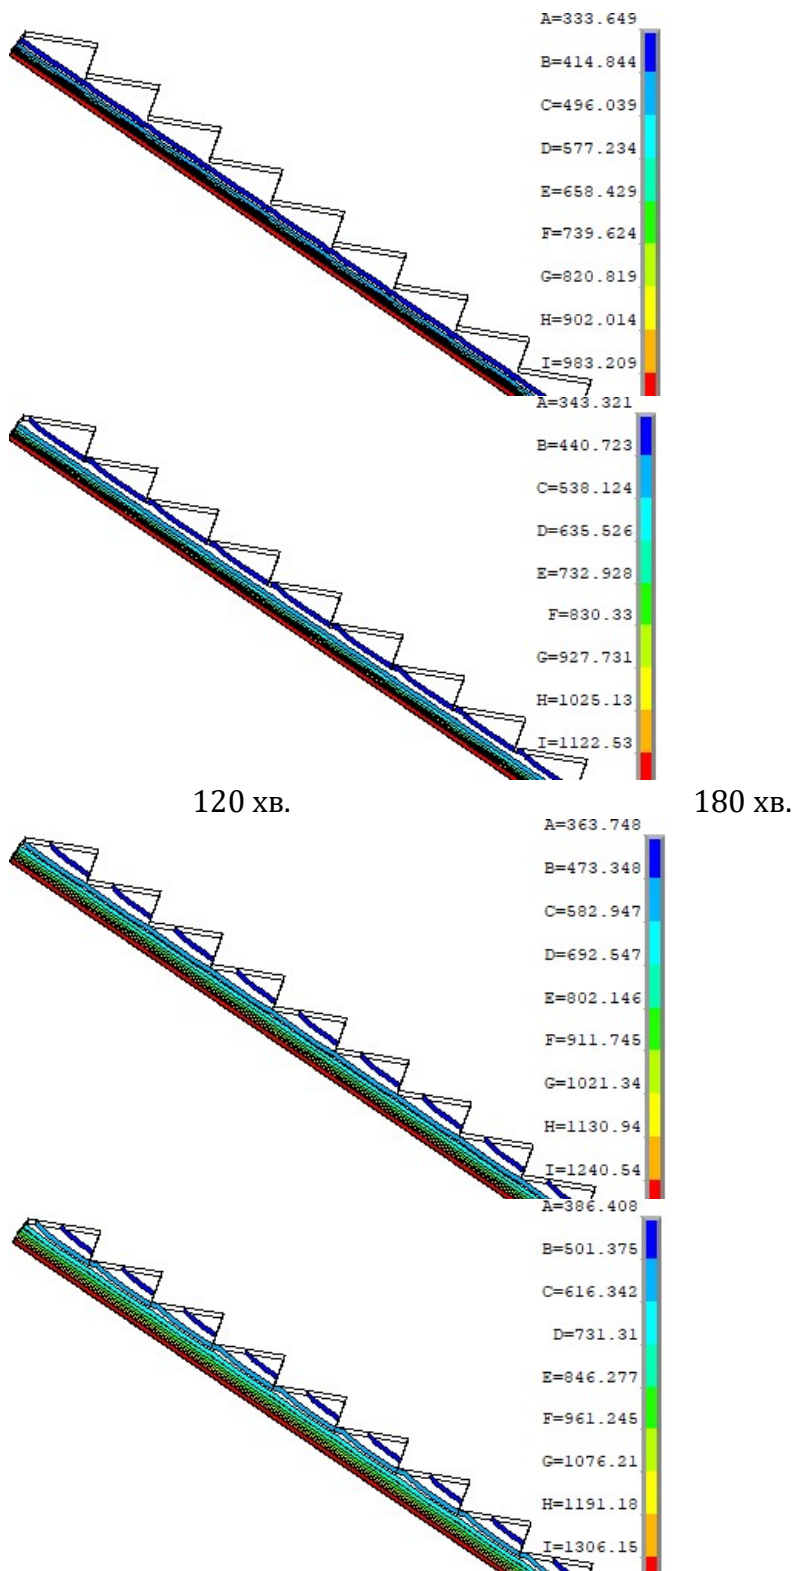 A=333.649
B=414.844
C=496.039
D=577.234
E=658.429
F=739.624
G=820.819
H=902.014
I=983.209
A=343.321
B=440.723
C=538.124
D=635.526
E=732.928
F=830.33
G=927.731
H=1025.13
I=1122.53
120 хв. 180 хв.
A=363.748
B=473.348
C=582.947
D=692.547
E=802.146
F=911.745
G=1021.34
H=1130.94
I=1240.54
A=386.408
B=501.375
C=616.342
D=731.31
E=846.277
F=961.245
G=1076.21
H=1191.18
I=1306.15